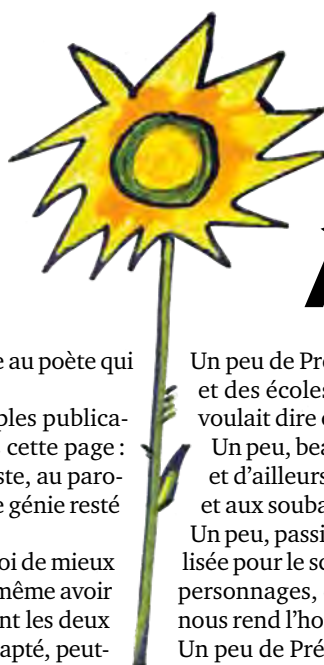 e au poète qui
ples publica-
cette page :
ste, au paro-
e génie resté
oi de mieux
même avoir
nt les deux
apté, peut-
Un peu de Pré
et des écoles
voulait dire
Un peu, bea
et d'ailleurs
et aux souba
Un peu, passi
lisée pour le sc
personnages,
nous rend l'ho
Un peu de Pré